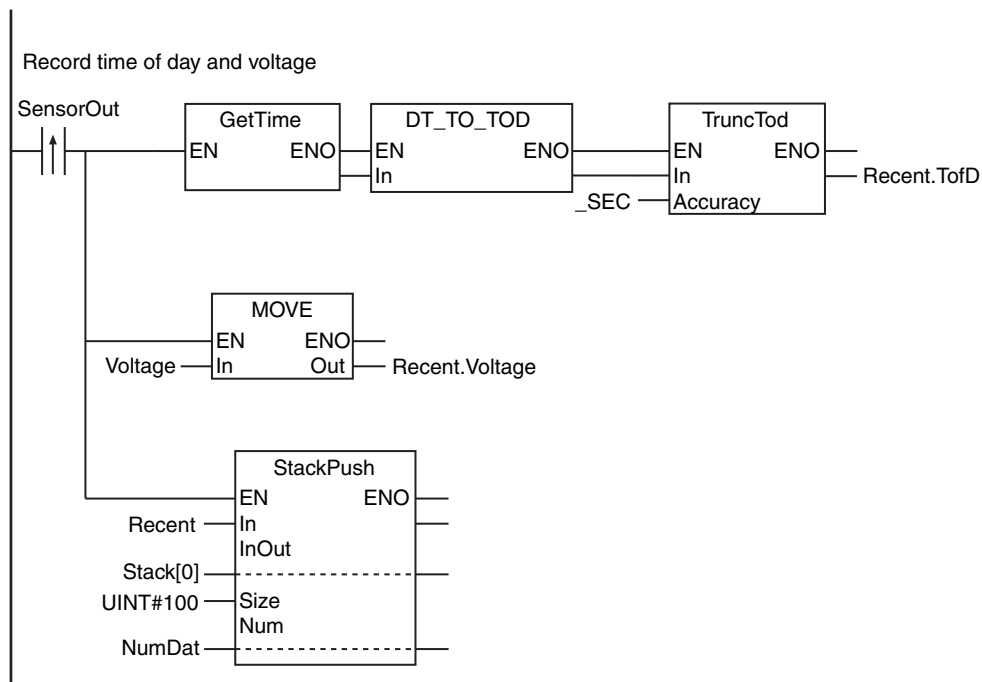 Record time of day and voltage
SensorOut
GetTime
EN ENO
DT_TO_TOD
EN ENO
In
TruncTod
EN ENO
In
_SEC
Accuracy
Recent.TofD
MOVE
EN ENO
Voltage
In Out
Recent.Voltage
StackPush
EN ENO
Recent
In
InOut
Stack[0]
UINT#100
Size
Num
NumDat